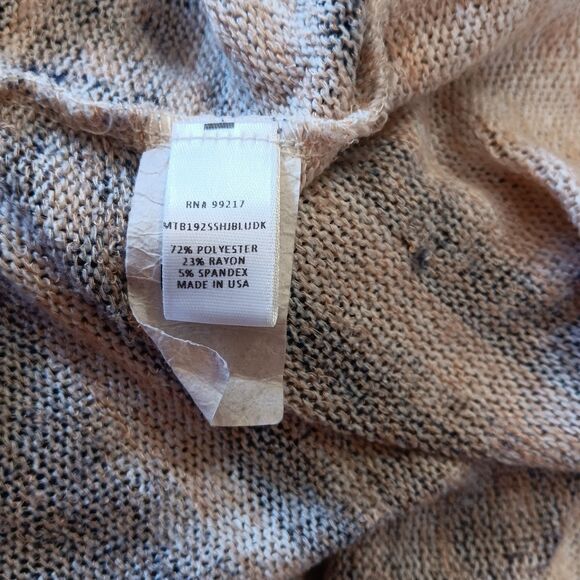 RN# 99217
MTB192SSHJBLUDK
72% POLYESTER
23% RAYON
5% SPANDEX
MADE IN USA